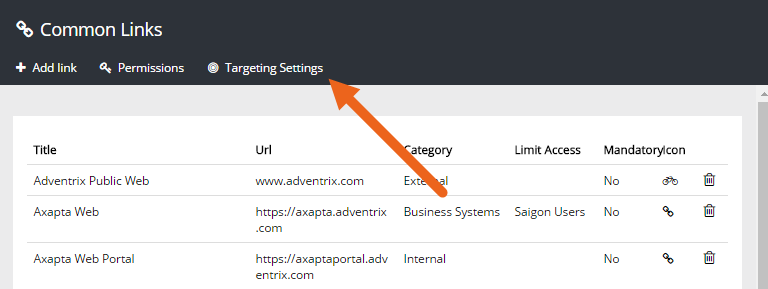 Common Links
Add link Permissions Targeting Settings
Title Url Category Limit Access Mandatory Icon
Adventrix Public Web www.adventrix.com External No
Axapta Web https://axapta.adventrix Business Systems Saigon Users No
.com
Axapta Web Portal https://axaptaportal.adv Internal No
entrix.com